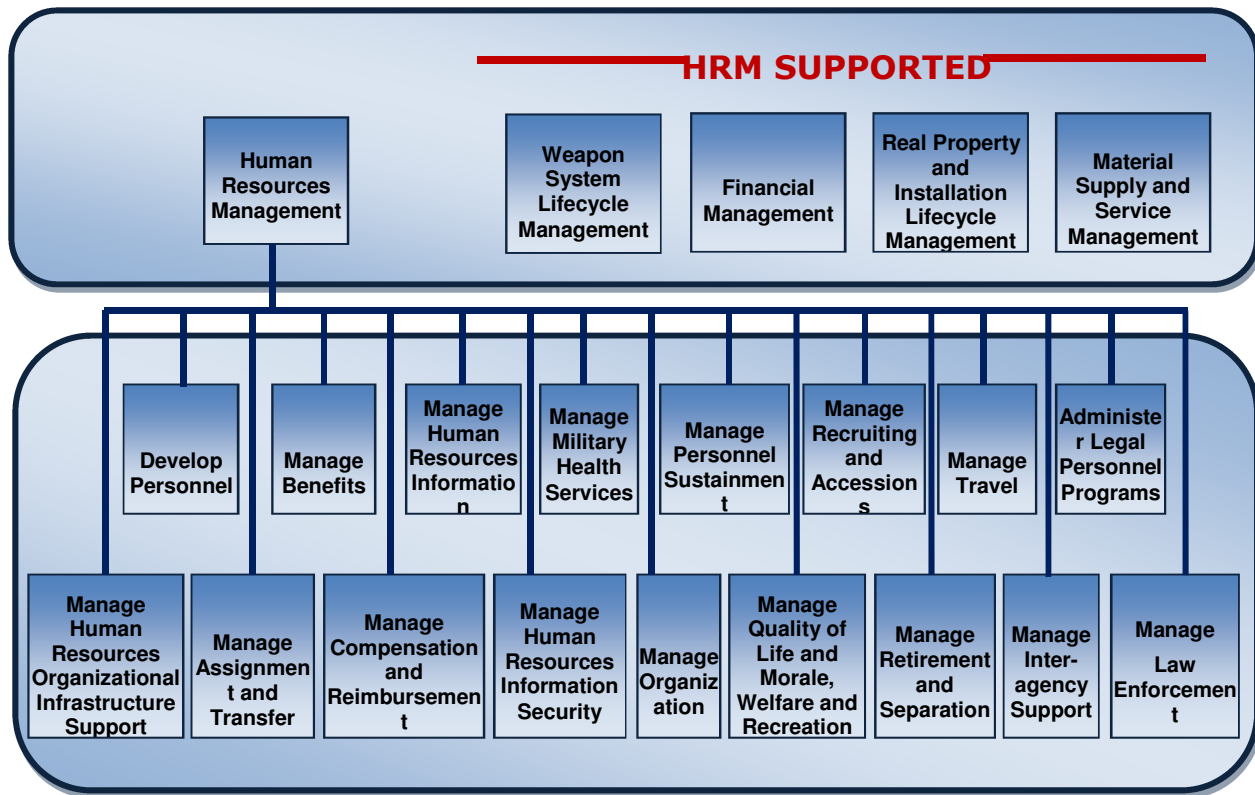 HRM SUPPORTED
Human
Resources
Management
Weapon
System
Lifecycle
Management
Financial
Management
Real Property
and
Installation
Lifecycle
Management
Material
Supply and
Service
Management
Develop
Personnel
Manage
Benefits
Manage
Human
Resources
Informatio
n
Manage
Military
Health
Services
Manage
Personnel
Sustainmen
t
Manage
Recruiting
and
Accession
s
Manage
Travel
Administe
r Legal
Personnel
Programs
Manage
Human
Resources
Organizational
Infrastructure
Support
Manage
Assignmen
t and
Transfer
Manage
Compensation
and
Reimbursemen
t
Manage
Human
Resources
Information
Security
Manage
Organiz
ation
Manage
Quality of
Life and
Morale,
Welfare and
Recreation
Manage
Retirement
and
Separation
Manage
Inter-
agency
Support
Manage
Law
Enforcemen
t